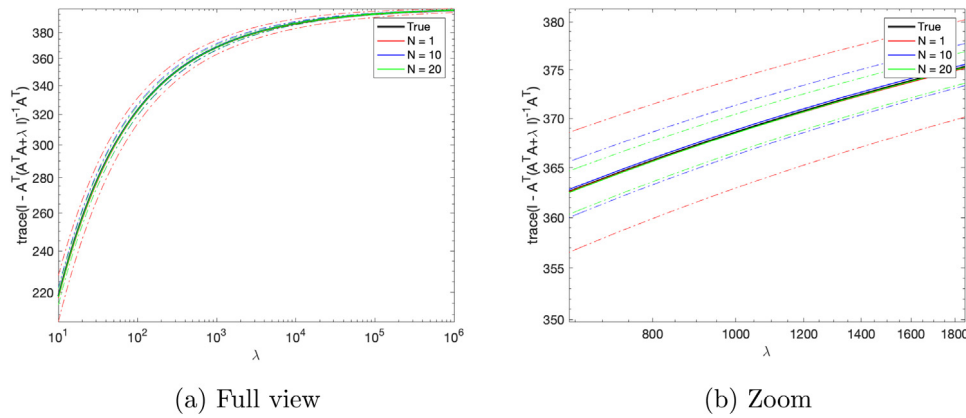 380
360
340
320
300
280
260
240
220
trace(I - A^T(A^TA+λ I)^-1A^T)
10^1
10^2
10^3
10^4
10^5
10^6
λ
True
N = 1
N = 10
N = 20
(a) Full view
380
375
370
365
360
355
350
trace(I - A^T(A^TA+λ I)^-1A^T)
800
1000
1200
1400
1600
1800
λ
True
N = 1
N = 10
N = 20
(b) Zoom